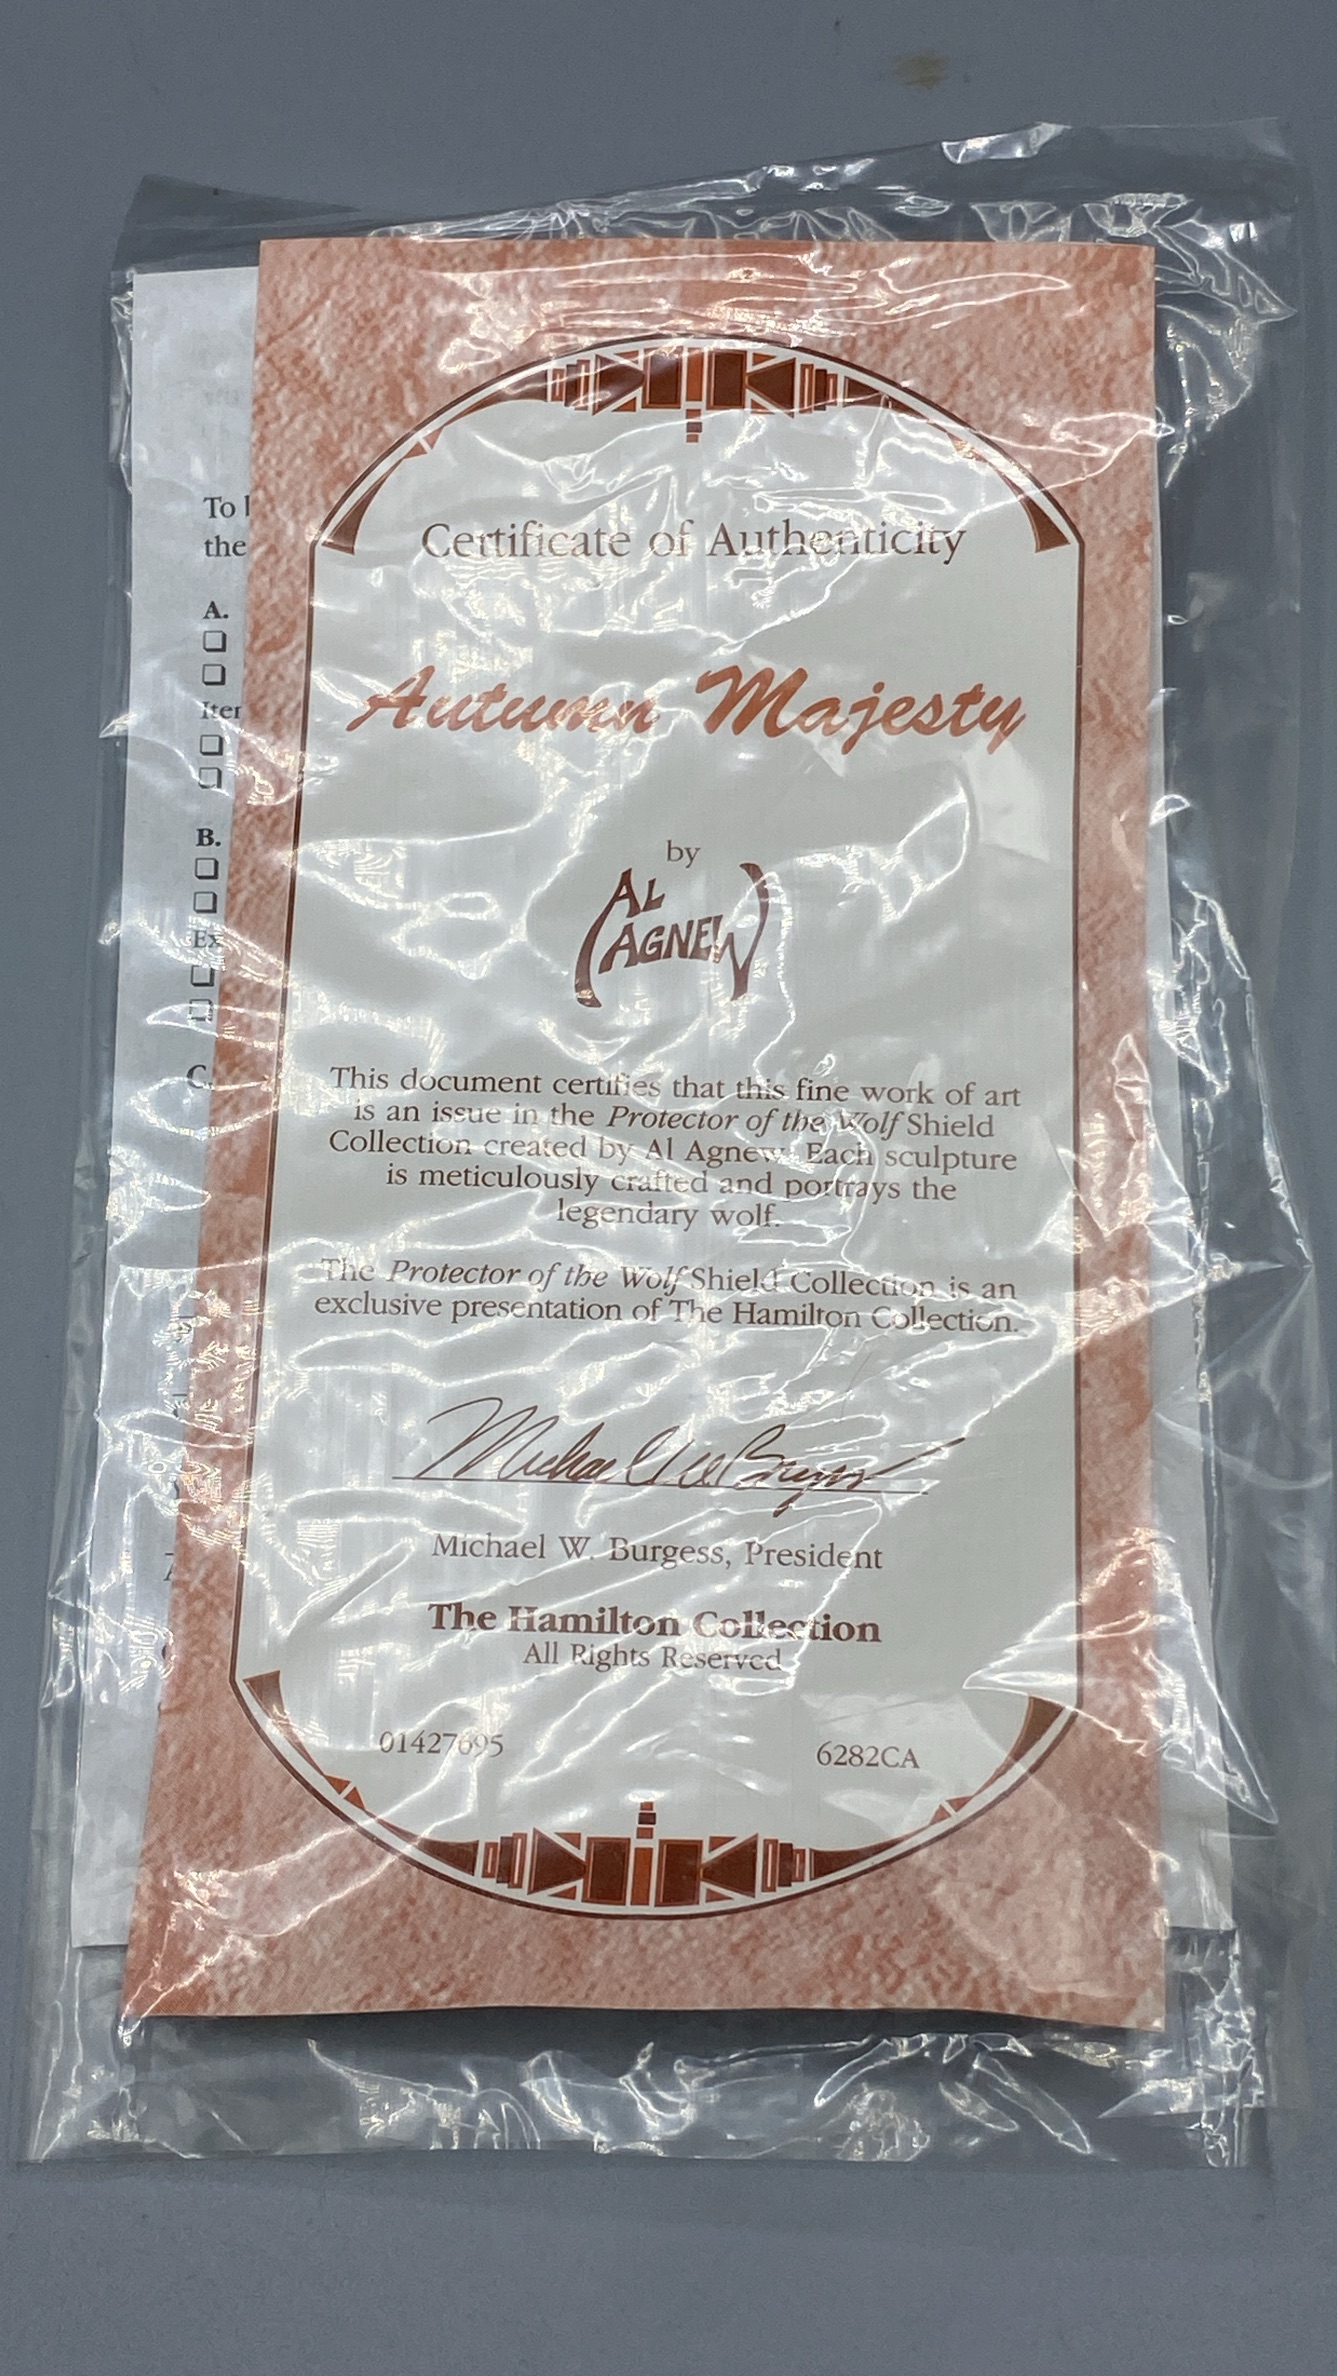 Certificate of Authenticity
Autumn Majesty
by
AL
AGNEW
This document certifies that this fine work of art
is an issue in the Protector of the Wolf Shield
Collection created by Al Agnew. Each sculpture
is meticulously crafted and portrays the
legendary wolf.
The Protector of the Wolf Shield Collection is an
exclusive presentation of The Hamilton Collection.
Michael W. Burgess, President
The Hamilton Collection
All Rights Reserved
01427695
6282CA
To
the
A.
B.
Ex
C.